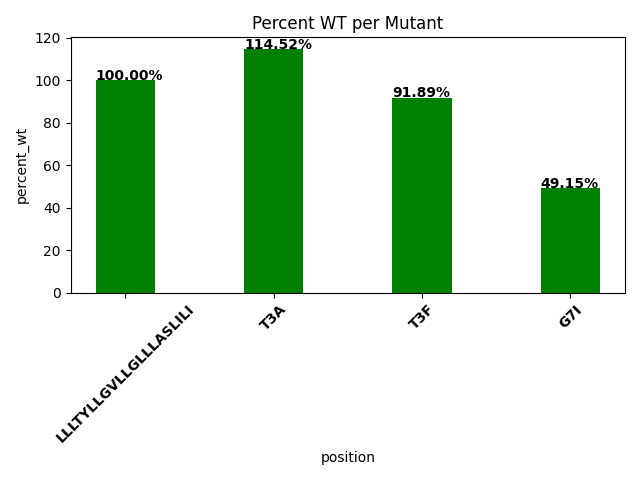 Percent WT per Mutant
percent_wt
120
100
80
60
40
20
0
100.00%
114.52%
91.89%
49.15%
LLLTYLLGVLLGLLLASLILI
T3A
T3F
G7I
position